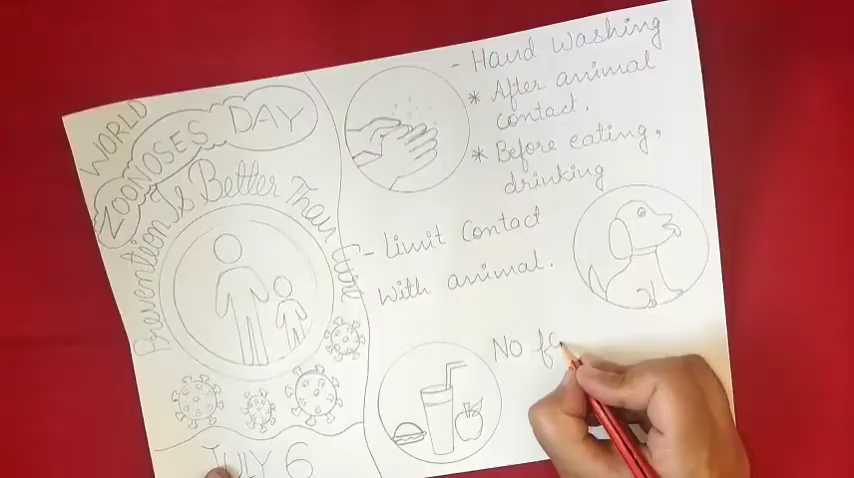 WORLD
ZOONOSES DAY
Prevention Is Better Than Cure
JULY 6
- Hand Washing
* After animal
contact.
* Before eating,
drinking
- Limit Contact
With animal.
NO fo